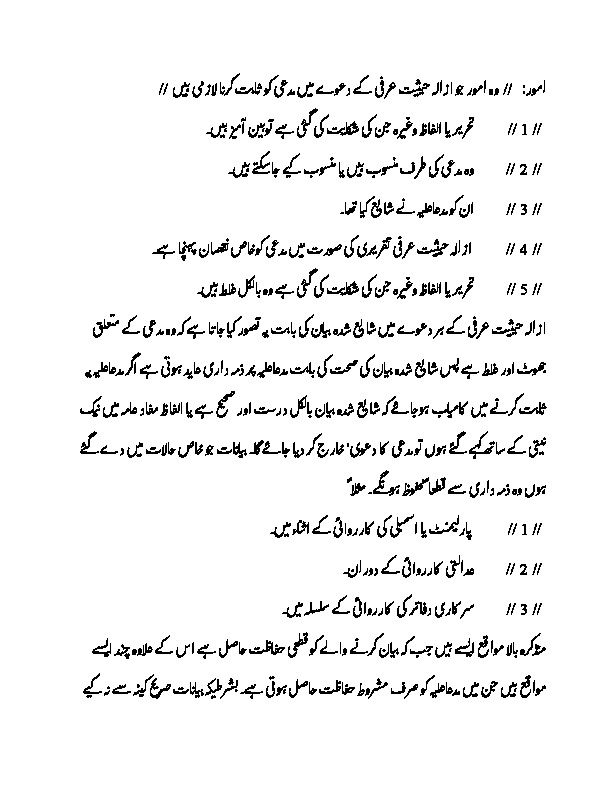 امور: // وہ امور جو ازالہ حیثیت عرفی کے دعوے میں مدعی کو ثابت کرنا لازمی ہیں //
// 1 // تحریر یا الفاظ وغیرہ جن کی شکایت کی گئی ہے توہین آمیز ہیں۔
// 2 // وہ مدعی کی طرف منسوب ہیں یا منسوب کیے جاسکتے ہیں۔
// 3 // ان کو مدعاعلیہ نے شایع کیا تھا۔
// 4 // ازالہ حیثیت عرفی تقریری کی صورت میں مدعی کو خاص نقصان پہنچا ہے۔
// 5 // تحریر یا الفاظ وغیرہ جن کی شکایت کی گئی ہے وہ بالکل غلط ہیں۔
ازالہ حیثیت عرفی کے ہر دعوے میں شایع شدہ بیان کی بابت یہ تصور کیا جاتا ہے کہ وہ مدعی کے متعلق
جھوٹ اور غلط ہے پس شایع شدہ بیان کی صحت کی بابت مدعاعلیہ پر ذمہ داری عاید ہوتی ہے اگر مدعاعلیہ یہ
ثابت کرنے میں کامیاب ہوجائے کہ شایع شدہ بیان بالکل درست اور صحیح ہے یا الفاظ مفاد عامہ میں نیک
نیتی کے ساتھ کہے گئے ہوں تو مدعی کا دعوی' خارج کر دیا جائے گا۔ بیانات جو خاص حالات میں دے گئے
ہوں وہ ذمہ داری سے قطعاً محفوظ ہونگے۔ مثلاً
// 1 // پارلیمنٹ یا اسمبلی کی کارروائی کے اثناء میں۔
// 2 // عدالتی کارروائی کے دوران۔
// 3 // سرکاری دفاتر کی کارروائی کے سلسلہ میں۔
متذکرہ بالا مواقع ایسے ہیں جب کہ بیان کرنے والے کو قطعی حفاظت حاصل ہے اس کے علاوہ چند ایسے
مواقع ہیں جن میں مدعاعلیہ کو صرف مشروط حفاظت حاصل ہوتی ہے۔ بشرطیکہ بیانات صریح کینہ سے نہ کیے